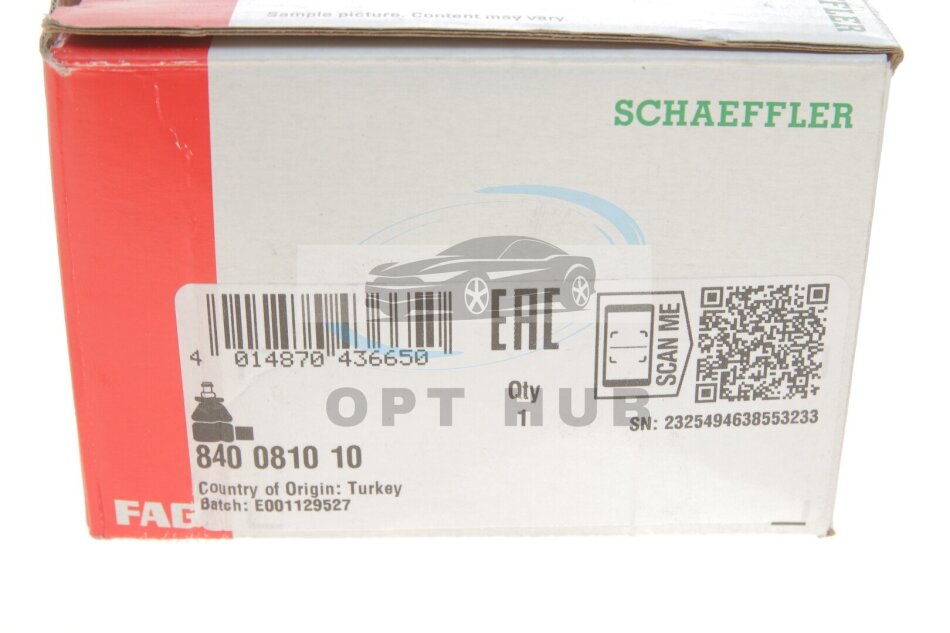 Sample picture. Content may vary.
SCHAEFFLER
4 014870 436650
EAC
SCAN ME
OPT HUB
Qty
1
SN: 2325494638553233
840 0810 10
Country of Origin: Turkey
Batch: E001129527
FAG